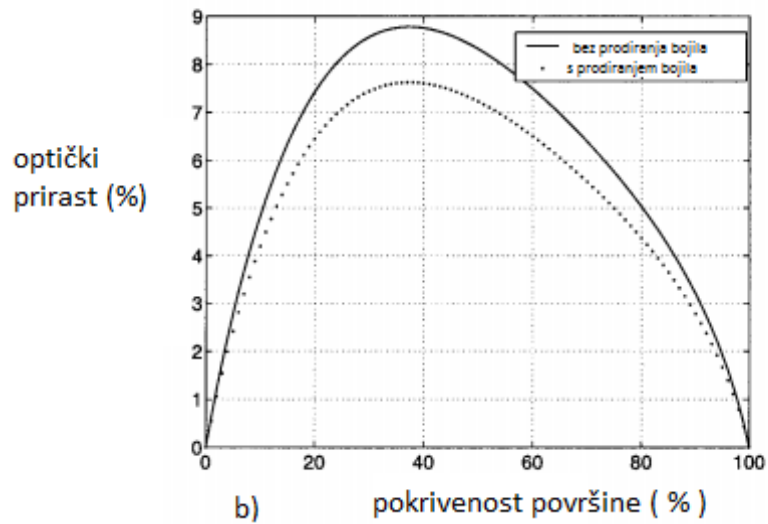 9
8
7
6
5
4
3
2
1
0
bez prodiranja bojila
s prodiranjem bojila
optički
prirast (%)
0 20 40 60 80 100
b) pokrivenost površine ( % )